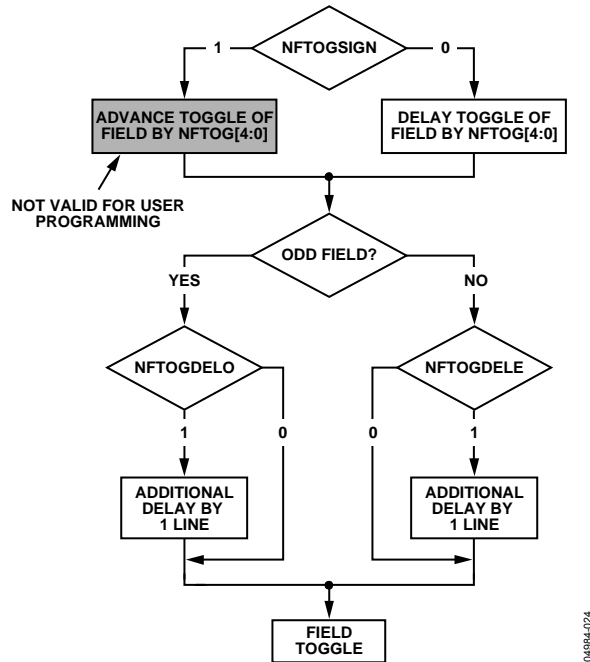 NFTOGSIGN
1
0
ADVANCE TOGGLE OF
FIELD BY NFTOG[4:0]
DELAY TOGGLE OF
FIELD BY NFTOG[4:0]
NOT VALID FOR USER
PROGRAMMING
ODD FIELD?
YES
NO
NFTOGDELO
NFTOGDELE
1
0
0
1
ADDITIONAL
DELAY BY
1 LINE
ADDITIONAL
DELAY BY
1 LINE
FIELD
TOGGLE
04984-024